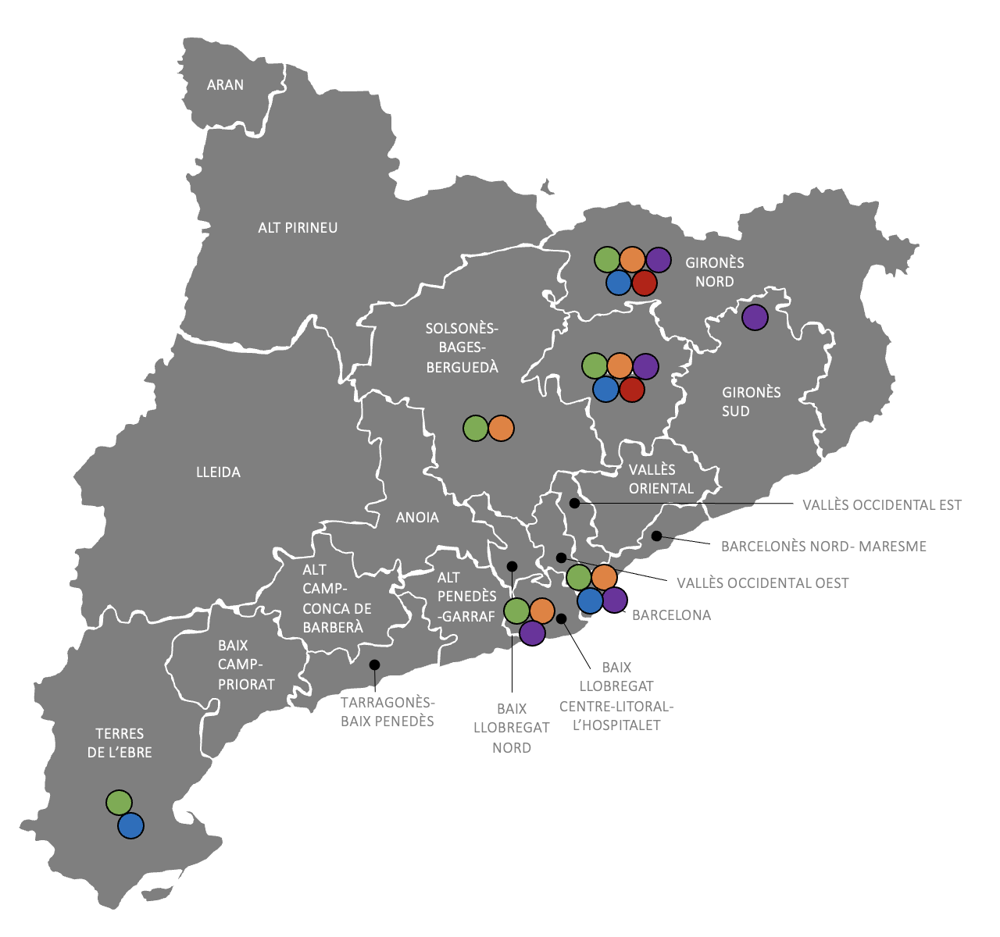 ARAN
ALT PIRINEU
GIRONÈS
NORD
SOLSONÈS-
BAGES-
BERGUEDÀ
GIRONÈS
SUD
LLEIDA
VALLÈS
ORIENTAL
ANOIA
VALLÈS OCCIDENTAL EST
BARCELONÈS NORD- MARESME
VALLÈS OCCIDENTAL OEST
BARCELONA
ALT
CAMP-
CONCA DE
BARBERÀ
ALT
PENEDÈS
-GARRAF
BAIX
CAMP-
PRIORAT
TARRAGONÈS-
BAIX PENEDÈS
BAIX
LLOBREGAT
NORD
BAIX
LLOBREGAT
CENTRE-LITORAL-
L’HOSPITALET
TERRES
DE L’EBRE